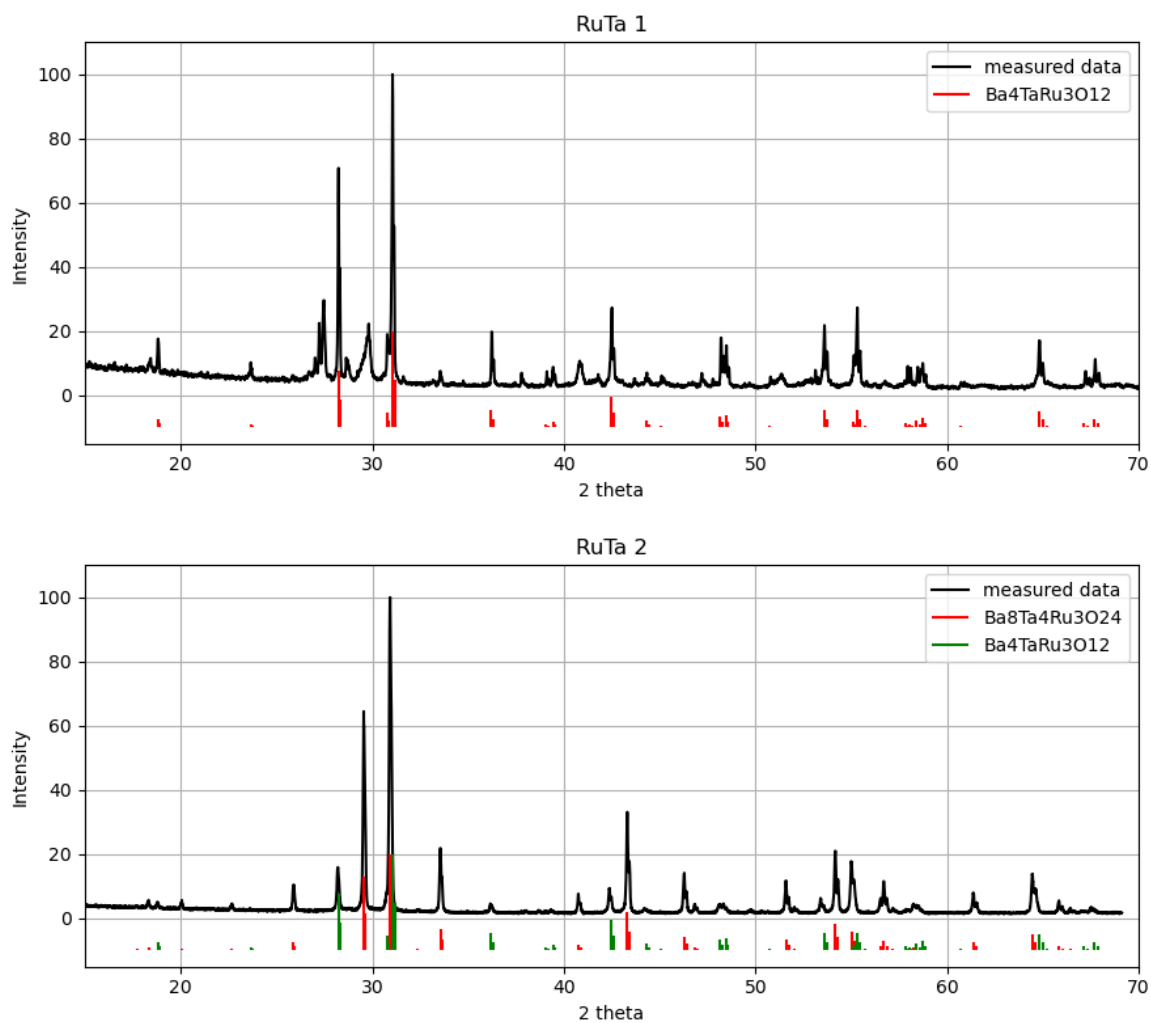 RuTa 1
measured data
Ba4TaRu3O12
100
80
60
40
20
0
Intensity
20 30 40 50 60 70
2 theta
RuTa 2
measured data
Ba8Ta4Ru3O24
Ba4TaRu3O12
100
80
60
40
20
0
Intensity
20 30 40 50 60 70
2 theta